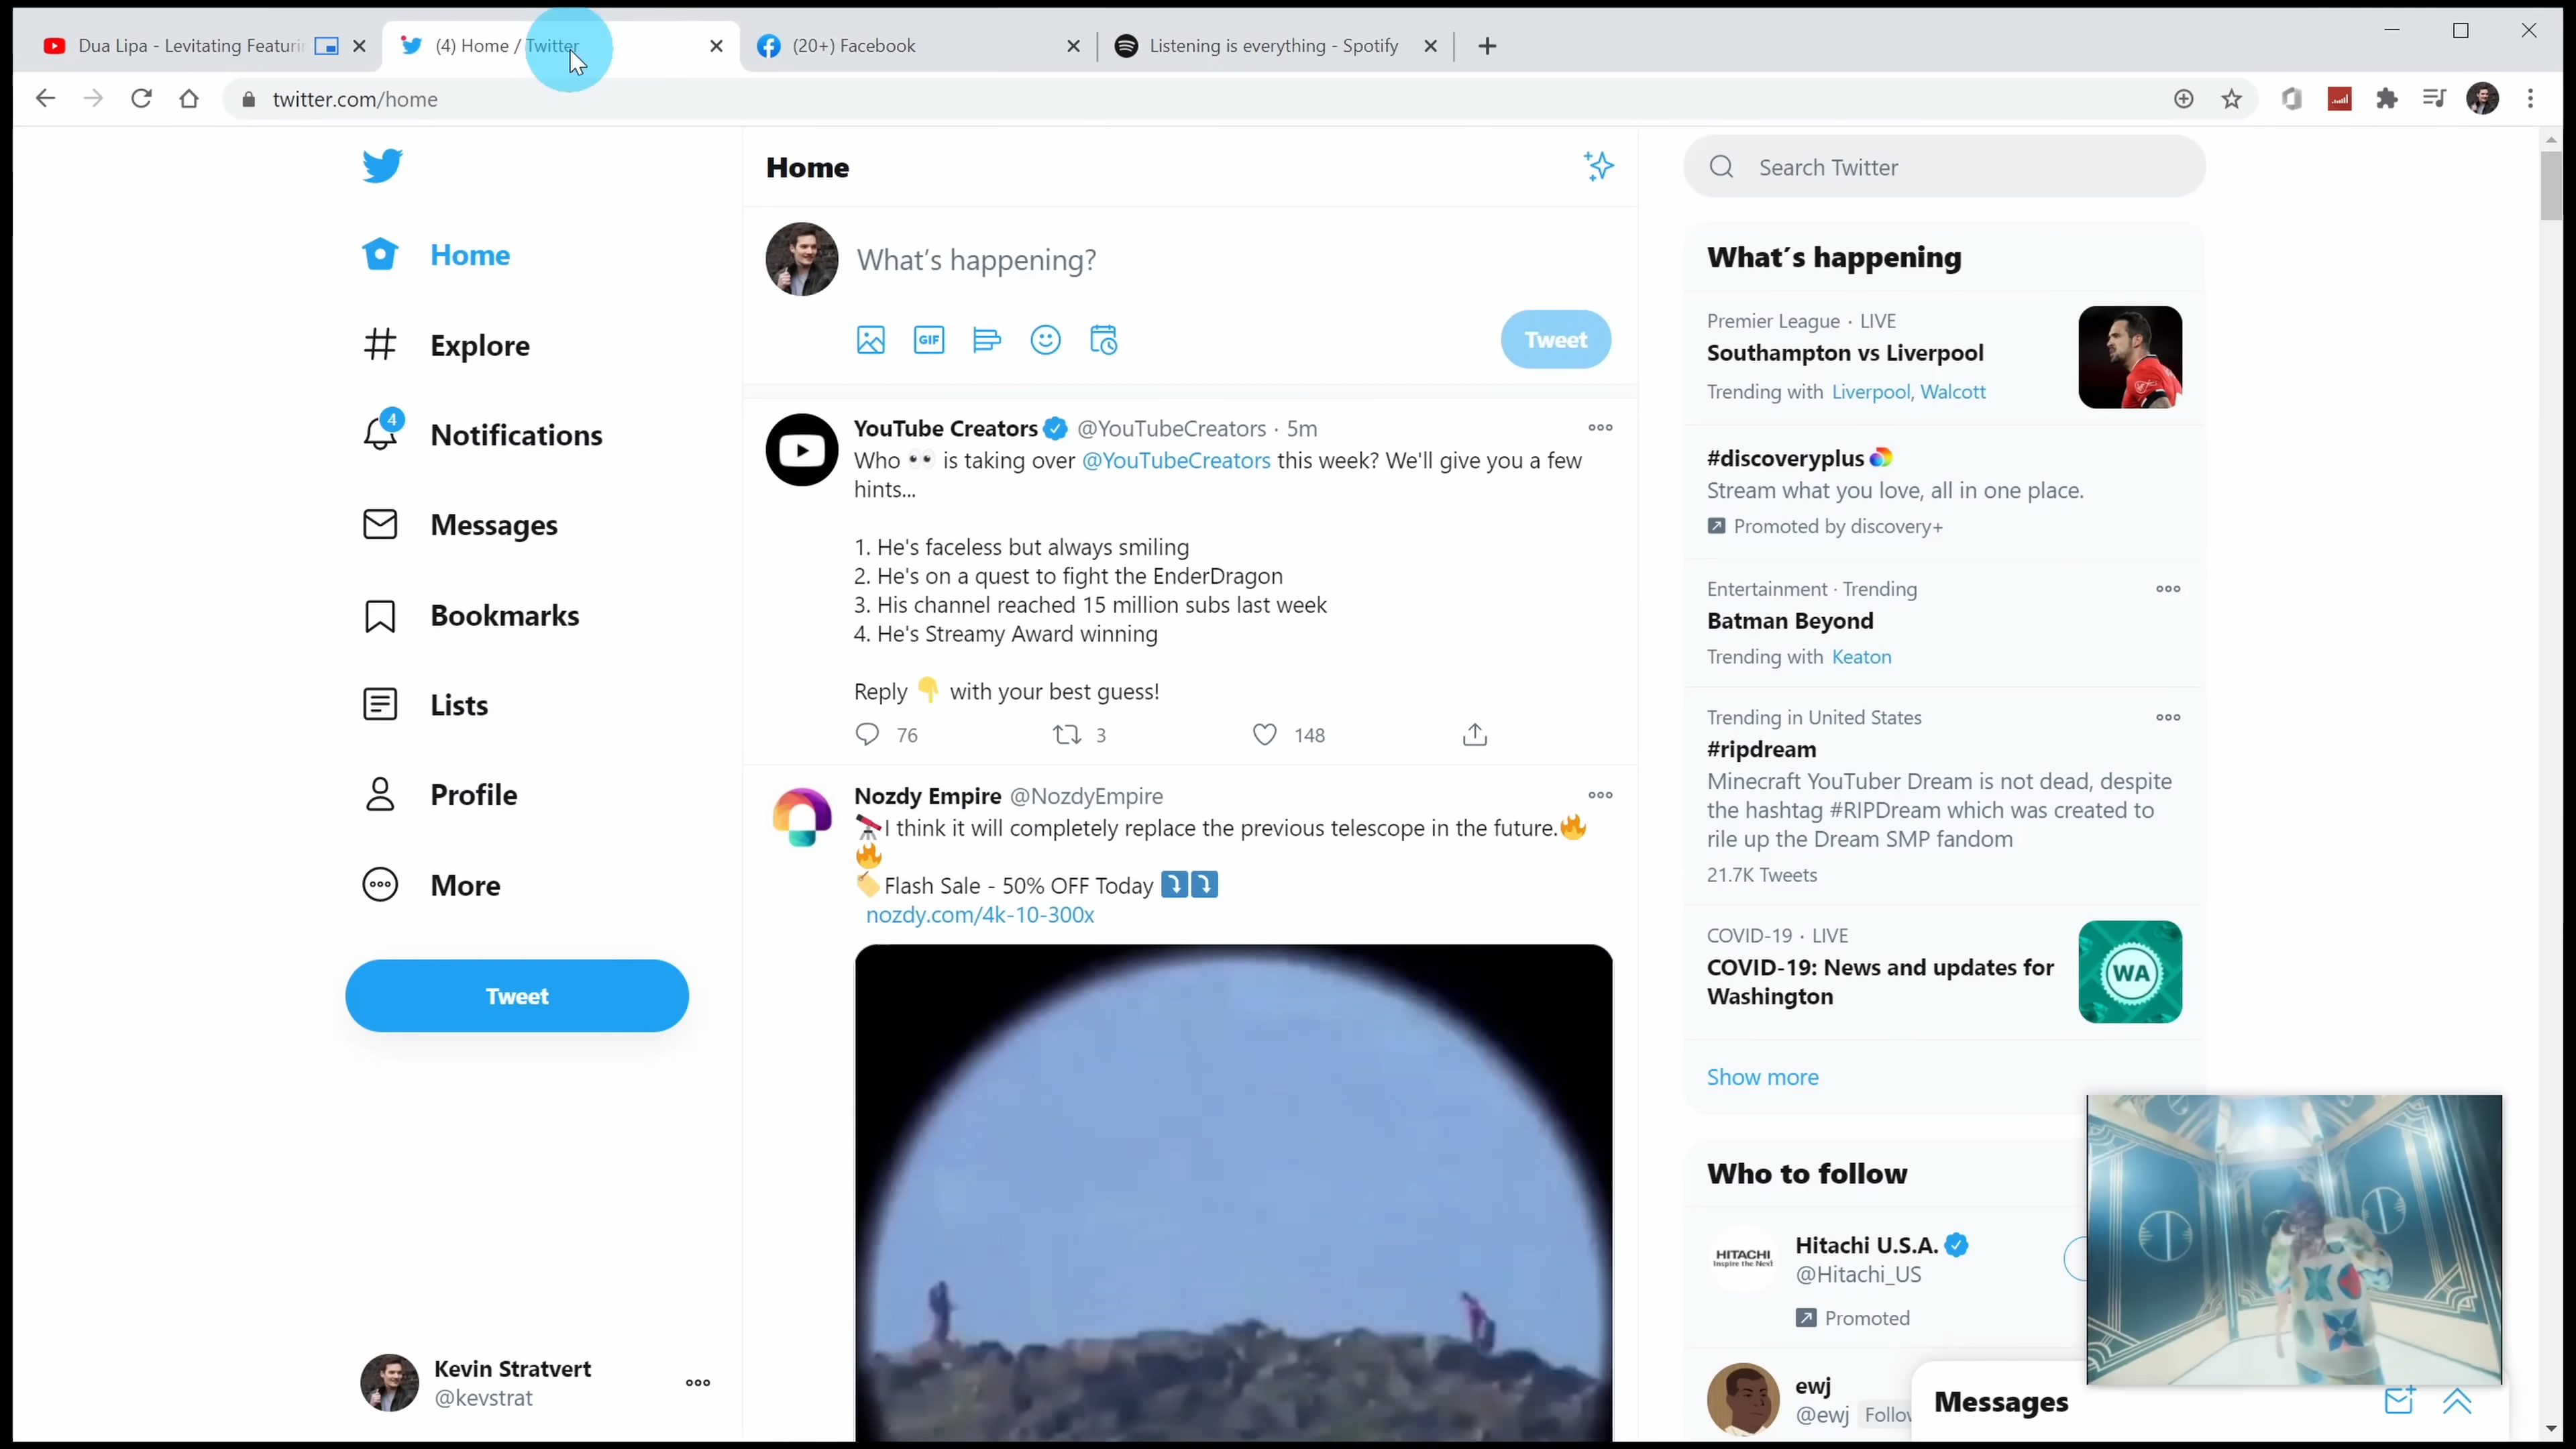 Dua Lipa - Levitating Featuri
(4) Home / Twitter
(20+) Facebook
Listening is everything - Spotify
twitter.com/home
Home
Explore
4
Notifications
Messages
Bookmarks
Lists
Profile
More
Tweet
Kevin Stratvert
@kevstrat
Home
What's happening?
GIF
Tweet
YouTube Creators @YouTubeCreators · 5m
Who 👀 is taking over @YouTubeCreators this week? We'll give you a few
hints...
1. He's faceless but always smiling
2. He's on a quest to fight the EnderDragon
3. His channel reached 15 million subs last week
4. He's Streamy Award winning
Reply 👇 with your best guess!
76 3 148
Nozdy Empire @NozdyEmpire
🔭I think it will completely replace the previous telescope in the future.🔥
🔥
🏷️Flash Sale - 50% OFF Today ⤵️⤵️
nozdy.com/4k-10-300x
Search Twitter
What's happening
Premier League · LIVE
Southampton vs Liverpool
Trending with Liverpool, Walcott
#discoveryplus
Stream what you love, all in one place.
Promoted by discovery+
Entertainment · Trending
Batman Beyond
Trending with Keaton
Trending in United States
#ripdream
Minecraft YouTuber Dream is not dead, despite
the hashtag #RIPDream which was created to
rile up the Dream SMP fandom
21.7K Tweets
COVID-19 · LIVE
COVID-19: News and updates for
Washington
WA
Show more
Who to follow
HITACHI
Inspire the Next
Hitachi U.S.A.
@Hitachi_US
Promoted
ewj
@ewj Follow
Messages